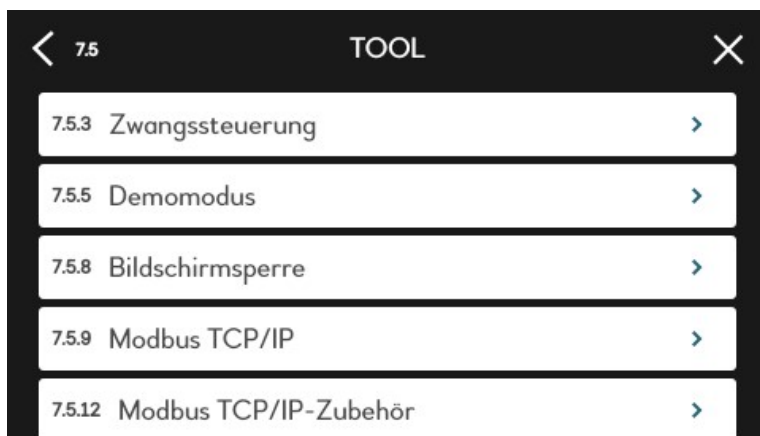 7.5 TOOL
7.5.3 Zwangssteuerung
7.5.5 Demomodus
7.5.8 Bildschirmsperre
7.5.9 Modbus TCP/IP
7.5.12 Modbus TCP/IP-Zubehör